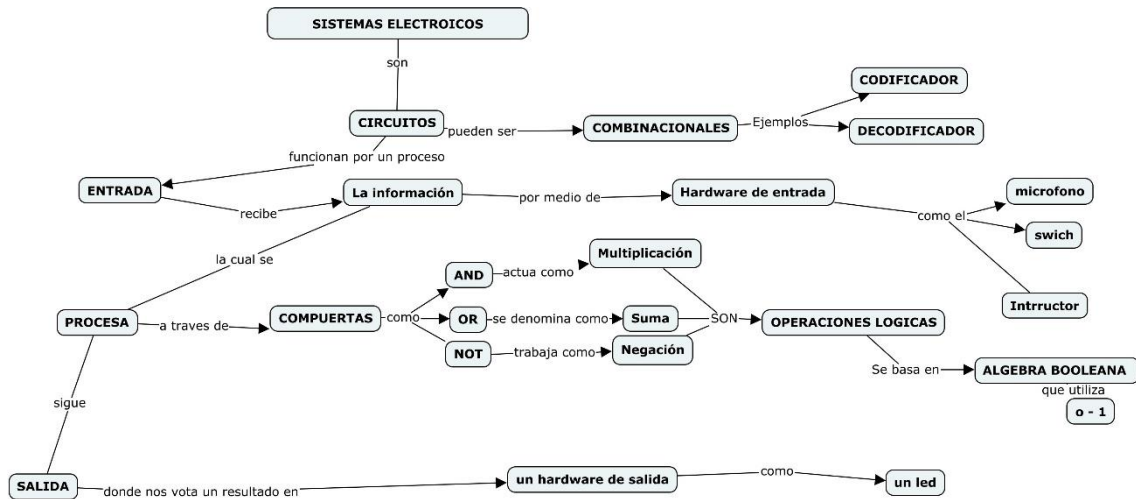 SISTEMAS ELECTROICOS
son
CIRCUITOS
pueden ser
COMBINACIONALES
Ejemplos
CODIFICADOR
DECODIFICADOR
funcionan por un proceso
ENTRADA
recibe
La información
por medio de
Hardware de entrada
como el
microfono
swich
Intrructor
la cual se
PROCESA
a traves de
COMPUERTAS
como
AND
actua como
Multiplicación
OR
se denomina como
Suma
NOT
trabaja como
Negación
SON
OPERACIONES LOGICAS
Se basa en
ALGEBRA BOOLEANA
que utiliza
o - 1
sigue
SALIDA
donde nos vota un resultado en
un hardware de salida
como
un led